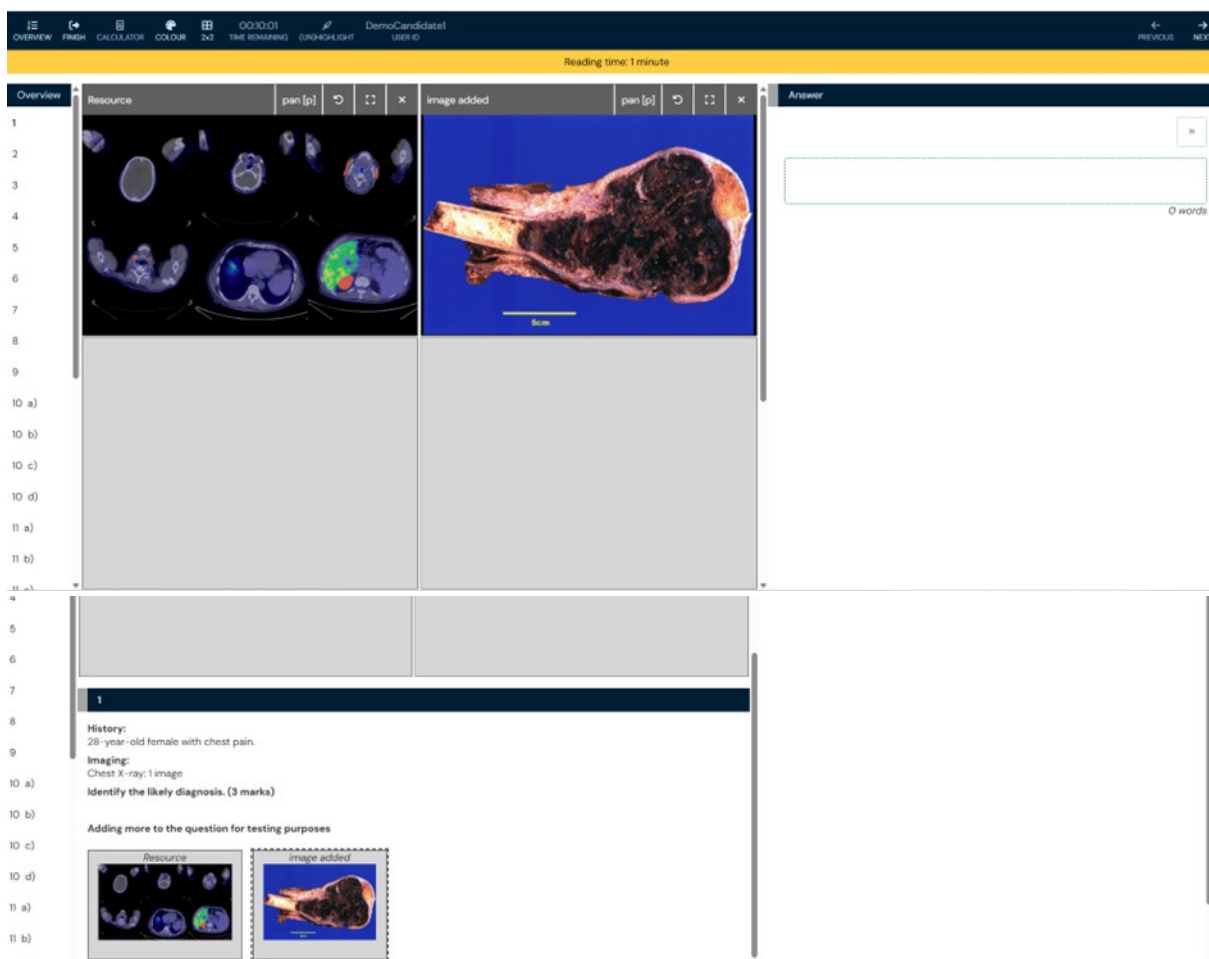 OVERVIEW FINISH CALCULATOR COLOUR 2x2 00:10:01 TIME REMAINING (UN)HIGHLIGHT DemoCandidate1 USER ID PREVIOUS
Reading time: 1 minute
Overview
1
2
3
4
5
6
7
8
9
10 a)
10 b)
10 c)
10 d)
11 a)
11 b)
Resource pan [p]
image added pan [p]
5cm
Answer
0 words
4
5
6
7
8
9
10 a)
10 b)
10 c)
10 d)
11 a)
11 b)
1
History:
28-year-old female with chest pain.
Imaging:
Chest X-ray: 1 image
Identify the likely diagnosis. (3 marks)
Adding more to the question for testing purposes
Resource
image added